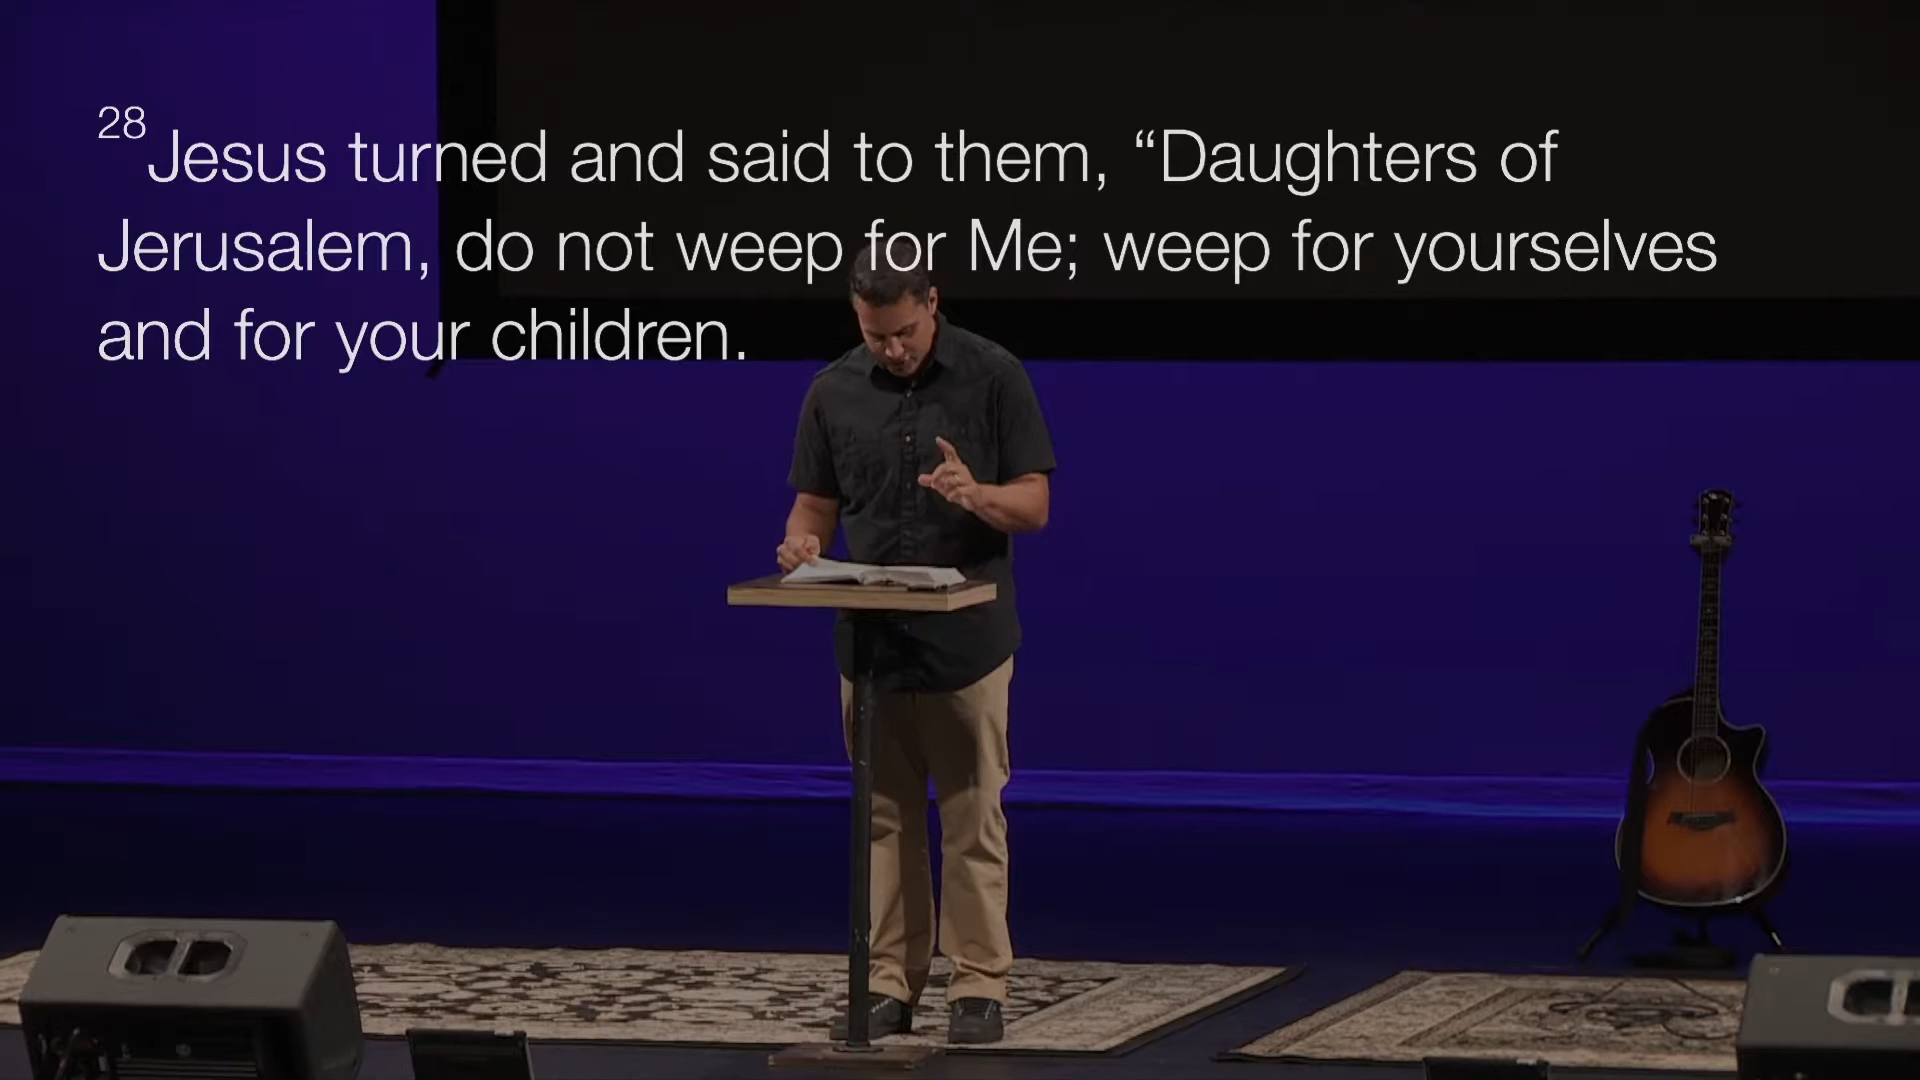 28 Jesus turned and said to them, “Daughters of
Jerusalem, do not weep for Me; weep for yourselves
and for your children.